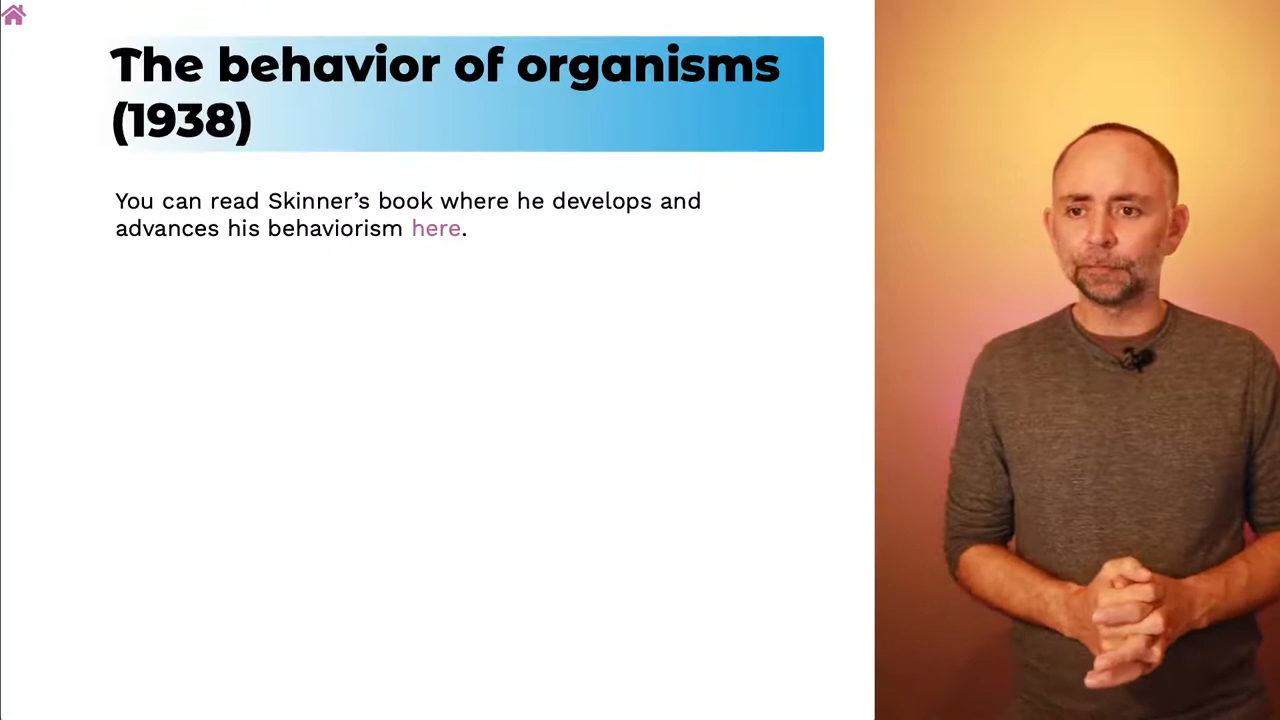 The behavior of organisms
(1938)
You can read Skinner’s book where he develops and
advances his behaviorism here.